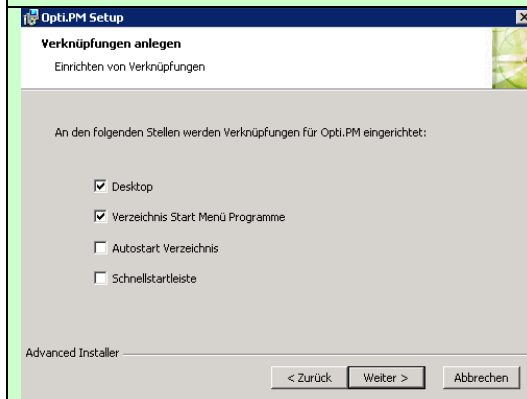 Opti.PM Setup
Verknüpfungen anlegen
Einrichten von Verknüpfungen
An den folgenden Stellen werden Verknüpfungen für Opti.PM eingerichtet:
Desktop
Verzeichnis Start Menü Programme
Autostart Verzeichnis
Schnellstartleiste
Advanced Installer
< Zurück Weiter > Abbrechen